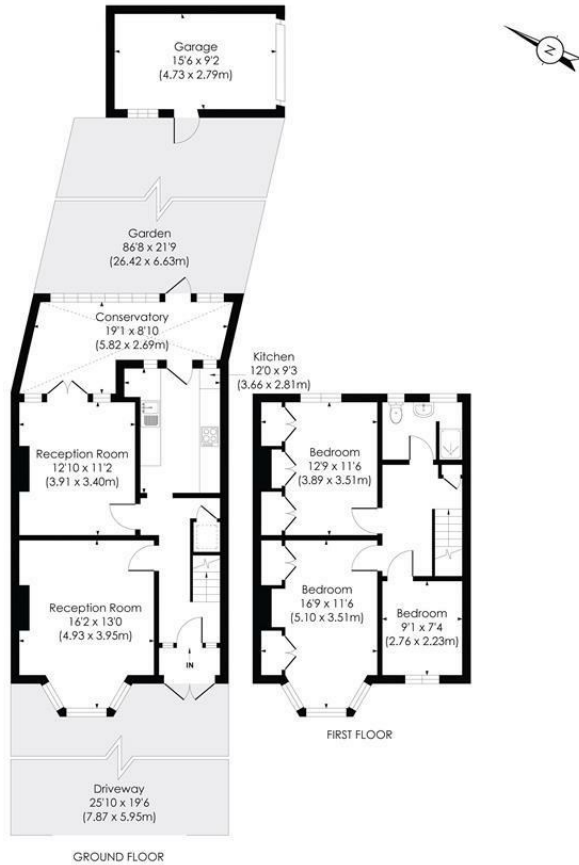 Garage
15'6 x 9'2
(4.73 x 2.79m)
N
Garden
86'8 x 21'9
(26.42 x 6.63m)
Conservatory
19'1 x 8'10
(5.82 x 2.69m)
Kitchen
12'0 x 9'3
(3.66 x 2.81m)
Reception Room
12'10 x 11'2
(3.91 x 3.40m)
Bedroom
12'9 x 11'6
(3.89 x 3.51m)
Reception Room
16'2 x 13'0
(4.93 x 3.95m)
Bedroom
16'9 x 11'6
(5.10 x 3.51m)
Bedroom
9'1 x 7'4
(2.76 x 2.23m)
IN
FIRST FLOOR
Driveway
25'10 x 19'6
(7.87 x 5.95m)
GROUND FLOOR